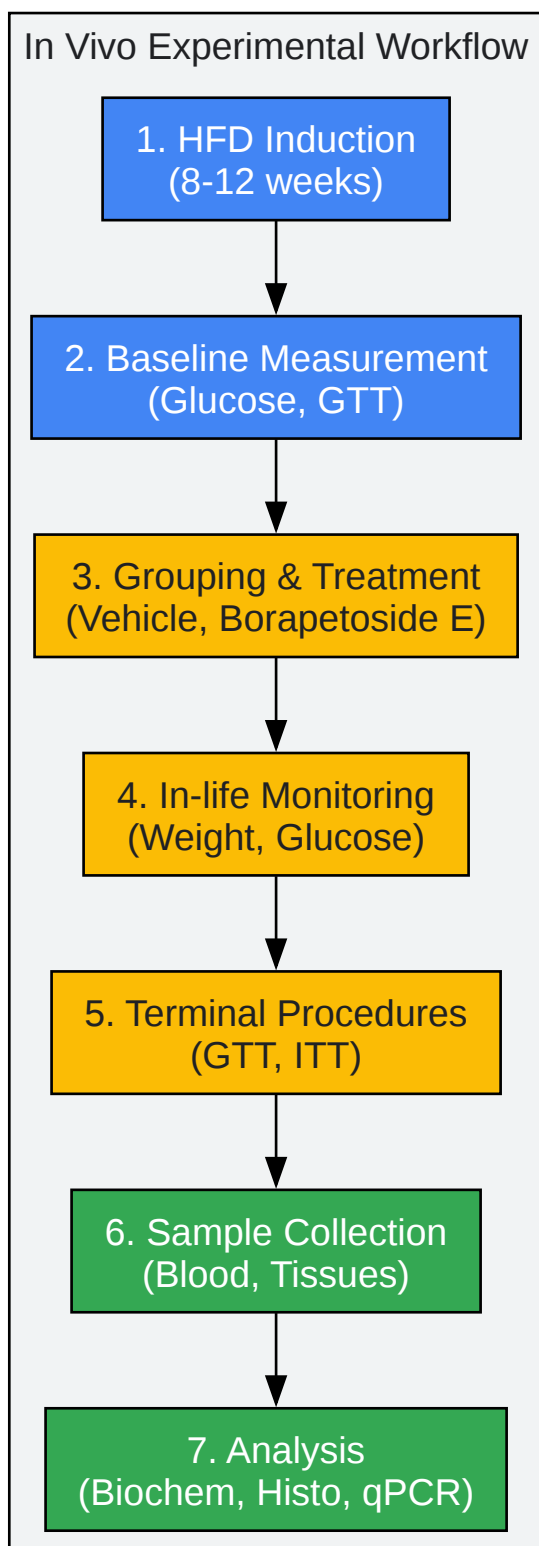 In Vivo Experimental Workflow
1. HFD Induction
(8-12 weeks)
2. Baseline Measurement
(Glucose, GTT)
3. Grouping & Treatment
(Vehicle, Borapetoside E)
4. In-life Monitoring
(Weight, Glucose)
5. Terminal Procedures
(GTT, ITT)
6. Sample Collection
(Blood, Tissues)
7. Analysis
(Biochem, Histo, qPCR)